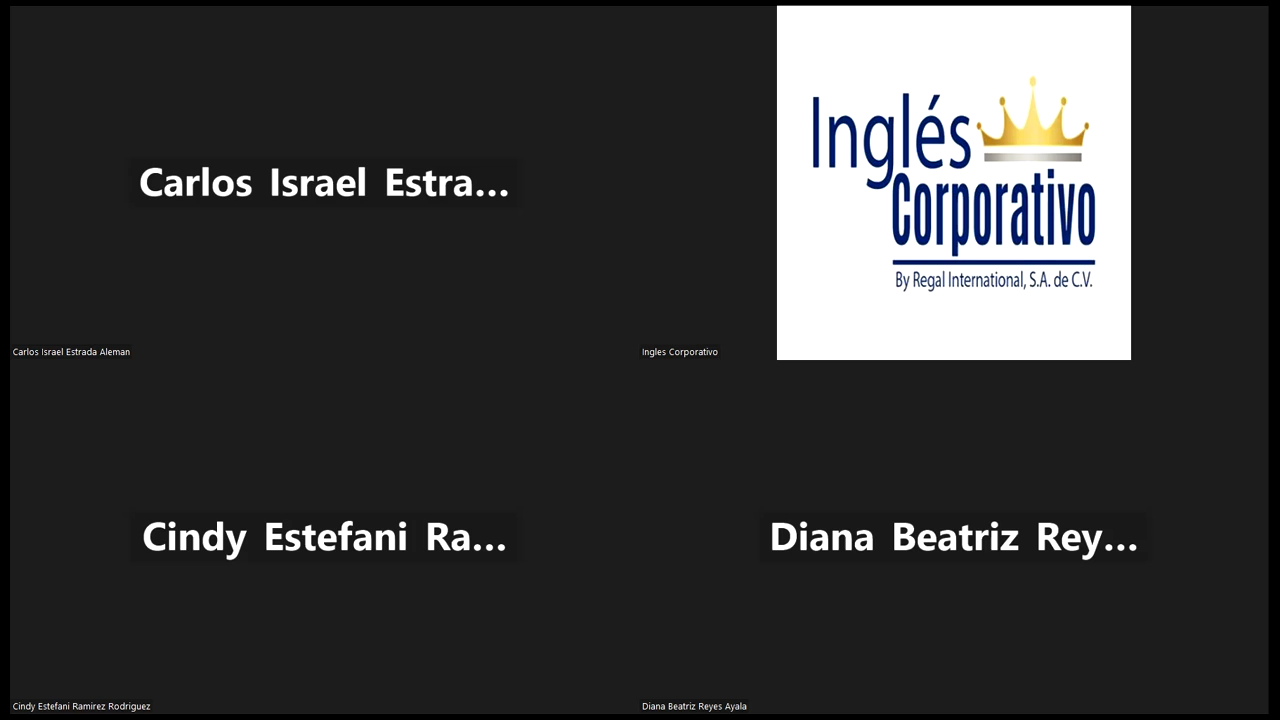 Carlos Israel Estra...
Carlos Israel Estrada Aleman
Inglés
Corporativo
By Regal International, S.A. de C.V.
Ingles Corporativo
Cindy Estefani Ra...
Cindy Estefani Ramirez Rodriguez
Diana Beatriz Rey...
Diana Beatriz Reyes Ayala